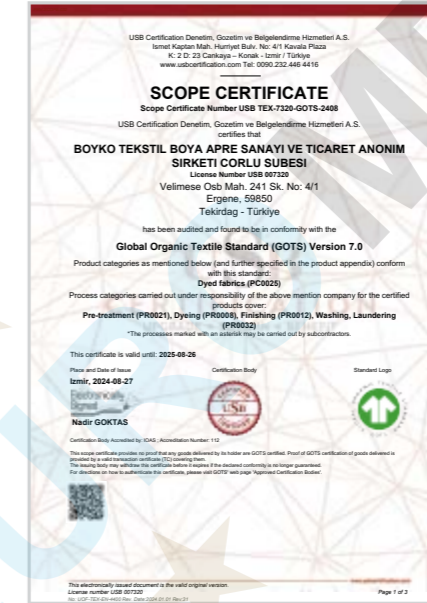 USB Certification Denetim, Gozetim ve Belgelendirme Hizmetleri A.S.
Ismet Kaptan Mah. Hurriyet Bulv. No: 4/1 Kavala Plaza
K: 2 D: 23 Cankaya – Konak - Izmir / Türkiye
www.usbcertification.com Tel: 0090.232.446 4416
SCOPE CERTIFICATE
Scope Certificate Number USB TEX-7320-GOTS-2408
USB Certification Denetim, Gozetim ve Belgelendirme Hizmetleri A.S.
certifies that
BOYKO TEKSTIL BOYA APRE SANAYI VE TICARET ANONIM
SIRKETI CORLU SUBESI
License Number USB 007320
Velimese Osb Mah. 241 Sk. No: 4/1
Ergene, 59850
Tekirdag - Türkiye
has been audited and found to be in conformity with the
Global Organic Textile Standard (GOTS) Version 7.0
Product categories as mentioned below (and further specified in the product appendix) conform
with this standard:
Dyed fabrics (PC0025)
Process categories carried out under responsibility of the above mention company for the certified
products cover:
Pre-treatment (PR0021), Dyeing (PR0008), Finishing (PR0012), Washing, Laundering
(PR0032)
*The processes marked with an asterisk may be carried out by subcontractors.
This certificate is valid until: 2025-08-26
Place and Date of Issue
Certification Body
Standard Logo
Izmir, 2024-08-27
Electronically
Signed
USB
Nadir GOKTAS
Certification Body Accredited by: IOAS ; Accreditation Number: 112
This scope certificate provides no proof that any goods delivered by its holder are GOTS certified. Proof of GOTS certification of goods delivered is
provided by a valid transaction certificate (TC) covering them.
The issuing body may withdraw this certificate before it expires if the declared conformity is no longer guaranteed.
For directions on how to authenticate this certificate, please visit GOTS' web page 'Approved Certification Bodies'
This electronically issued document is the valid original version.
License number USB 007320
Page 1 of 3